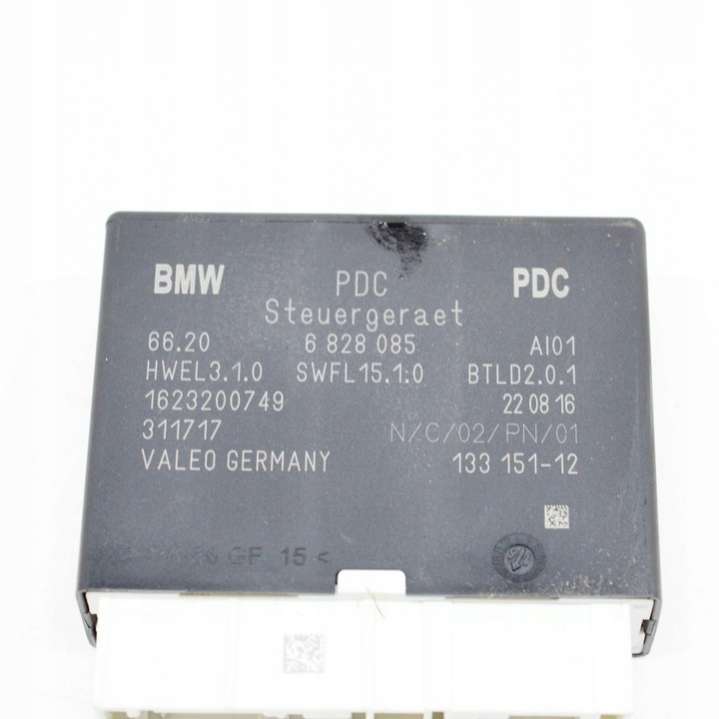 BMW PDC PDC
Steuergeraet
66.20 6 828 085 AI01
HWEL3.1.0 SWFL15.1.0 BTLD2.0.1
1623200749 22 08 16
311717 N/C/02/PN/01
VALEO GERMANY 133 151-12
GF 15 <